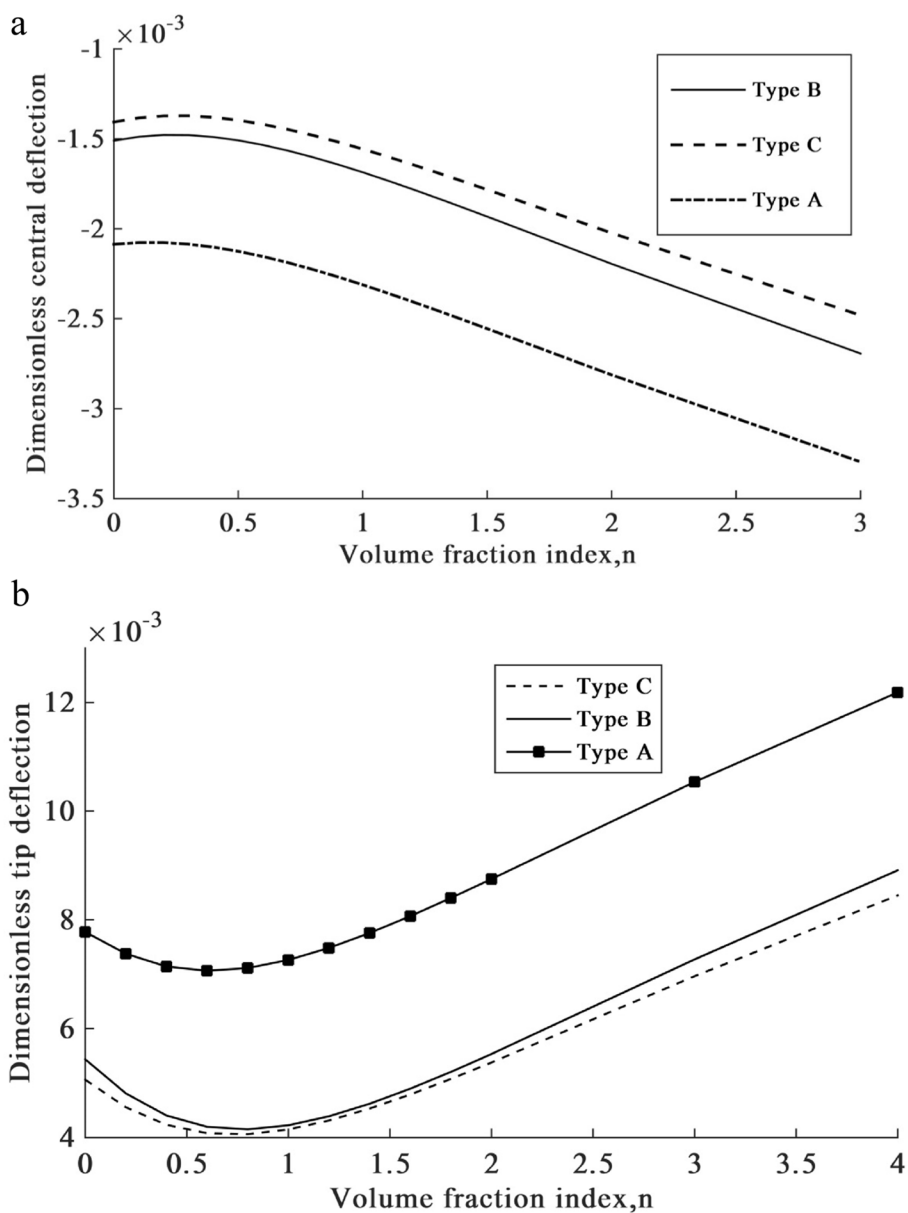 a
×10-3
-1
-1.5
-2
-2.5
-3
-3.5
Dimensionless central deflection
Type B
Type C
Type A
0 0.5 1 1.5 2 2.5 3
Volume fraction index,n
b
×10-3
12
10
8
6
4
Dimensionless tip deflection
Type C
Type B
Type A
0 0.5 1 1.5 2 2.5 3 3.5 4
Volume fraction index,n